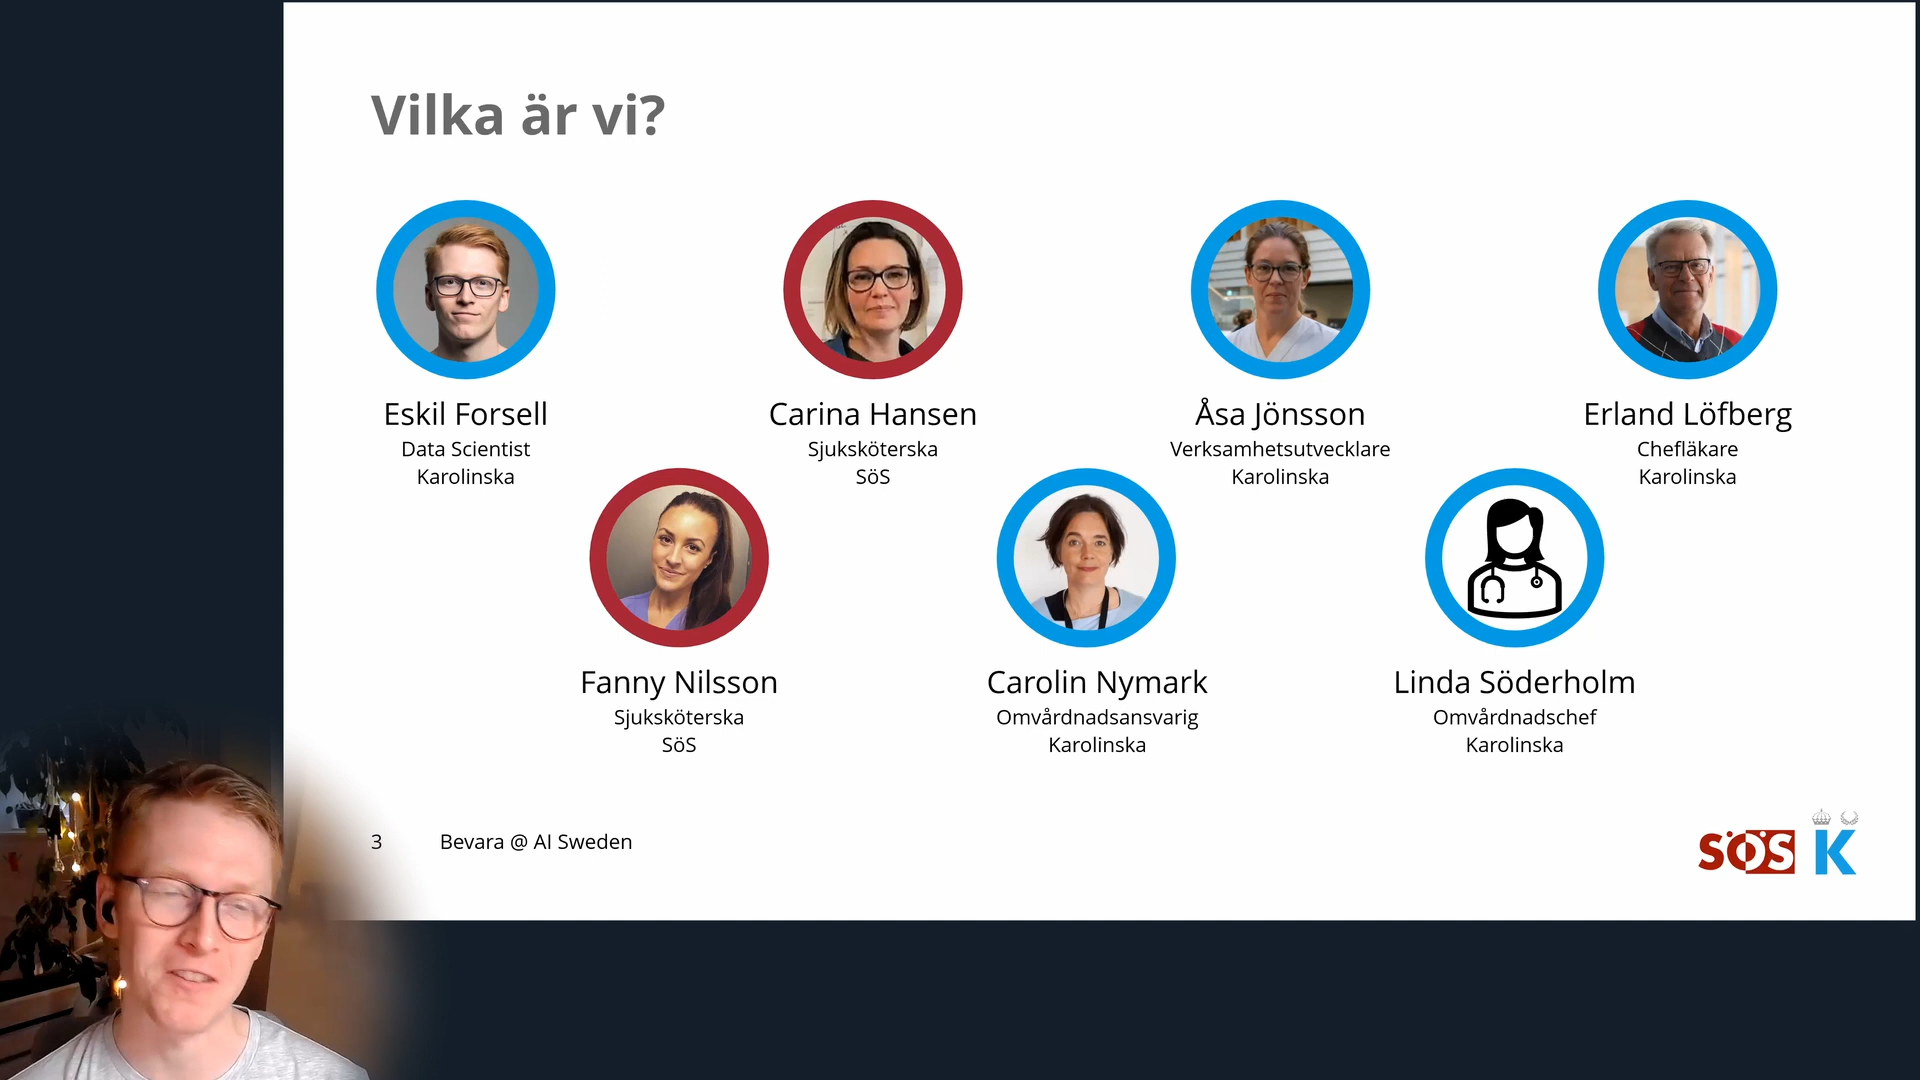 Vilka är vi?
Eskil Forsell
Data Scientist
Karolinska
Carina Hansen
Sjuksköterska
SöS
Åsa Jönsson
Verksamhetsutvecklare
Karolinska
Erland Löfberg
Chefläkare
Karolinska
Fanny Nilsson
Sjuksköterska
SöS
Carolin Nymark
Omvårdnadsansvarig
Karolinska
Linda Söderholm
Omvårdnadschef
Karolinska
3 Bevara @ AI Sweden
SÖS K